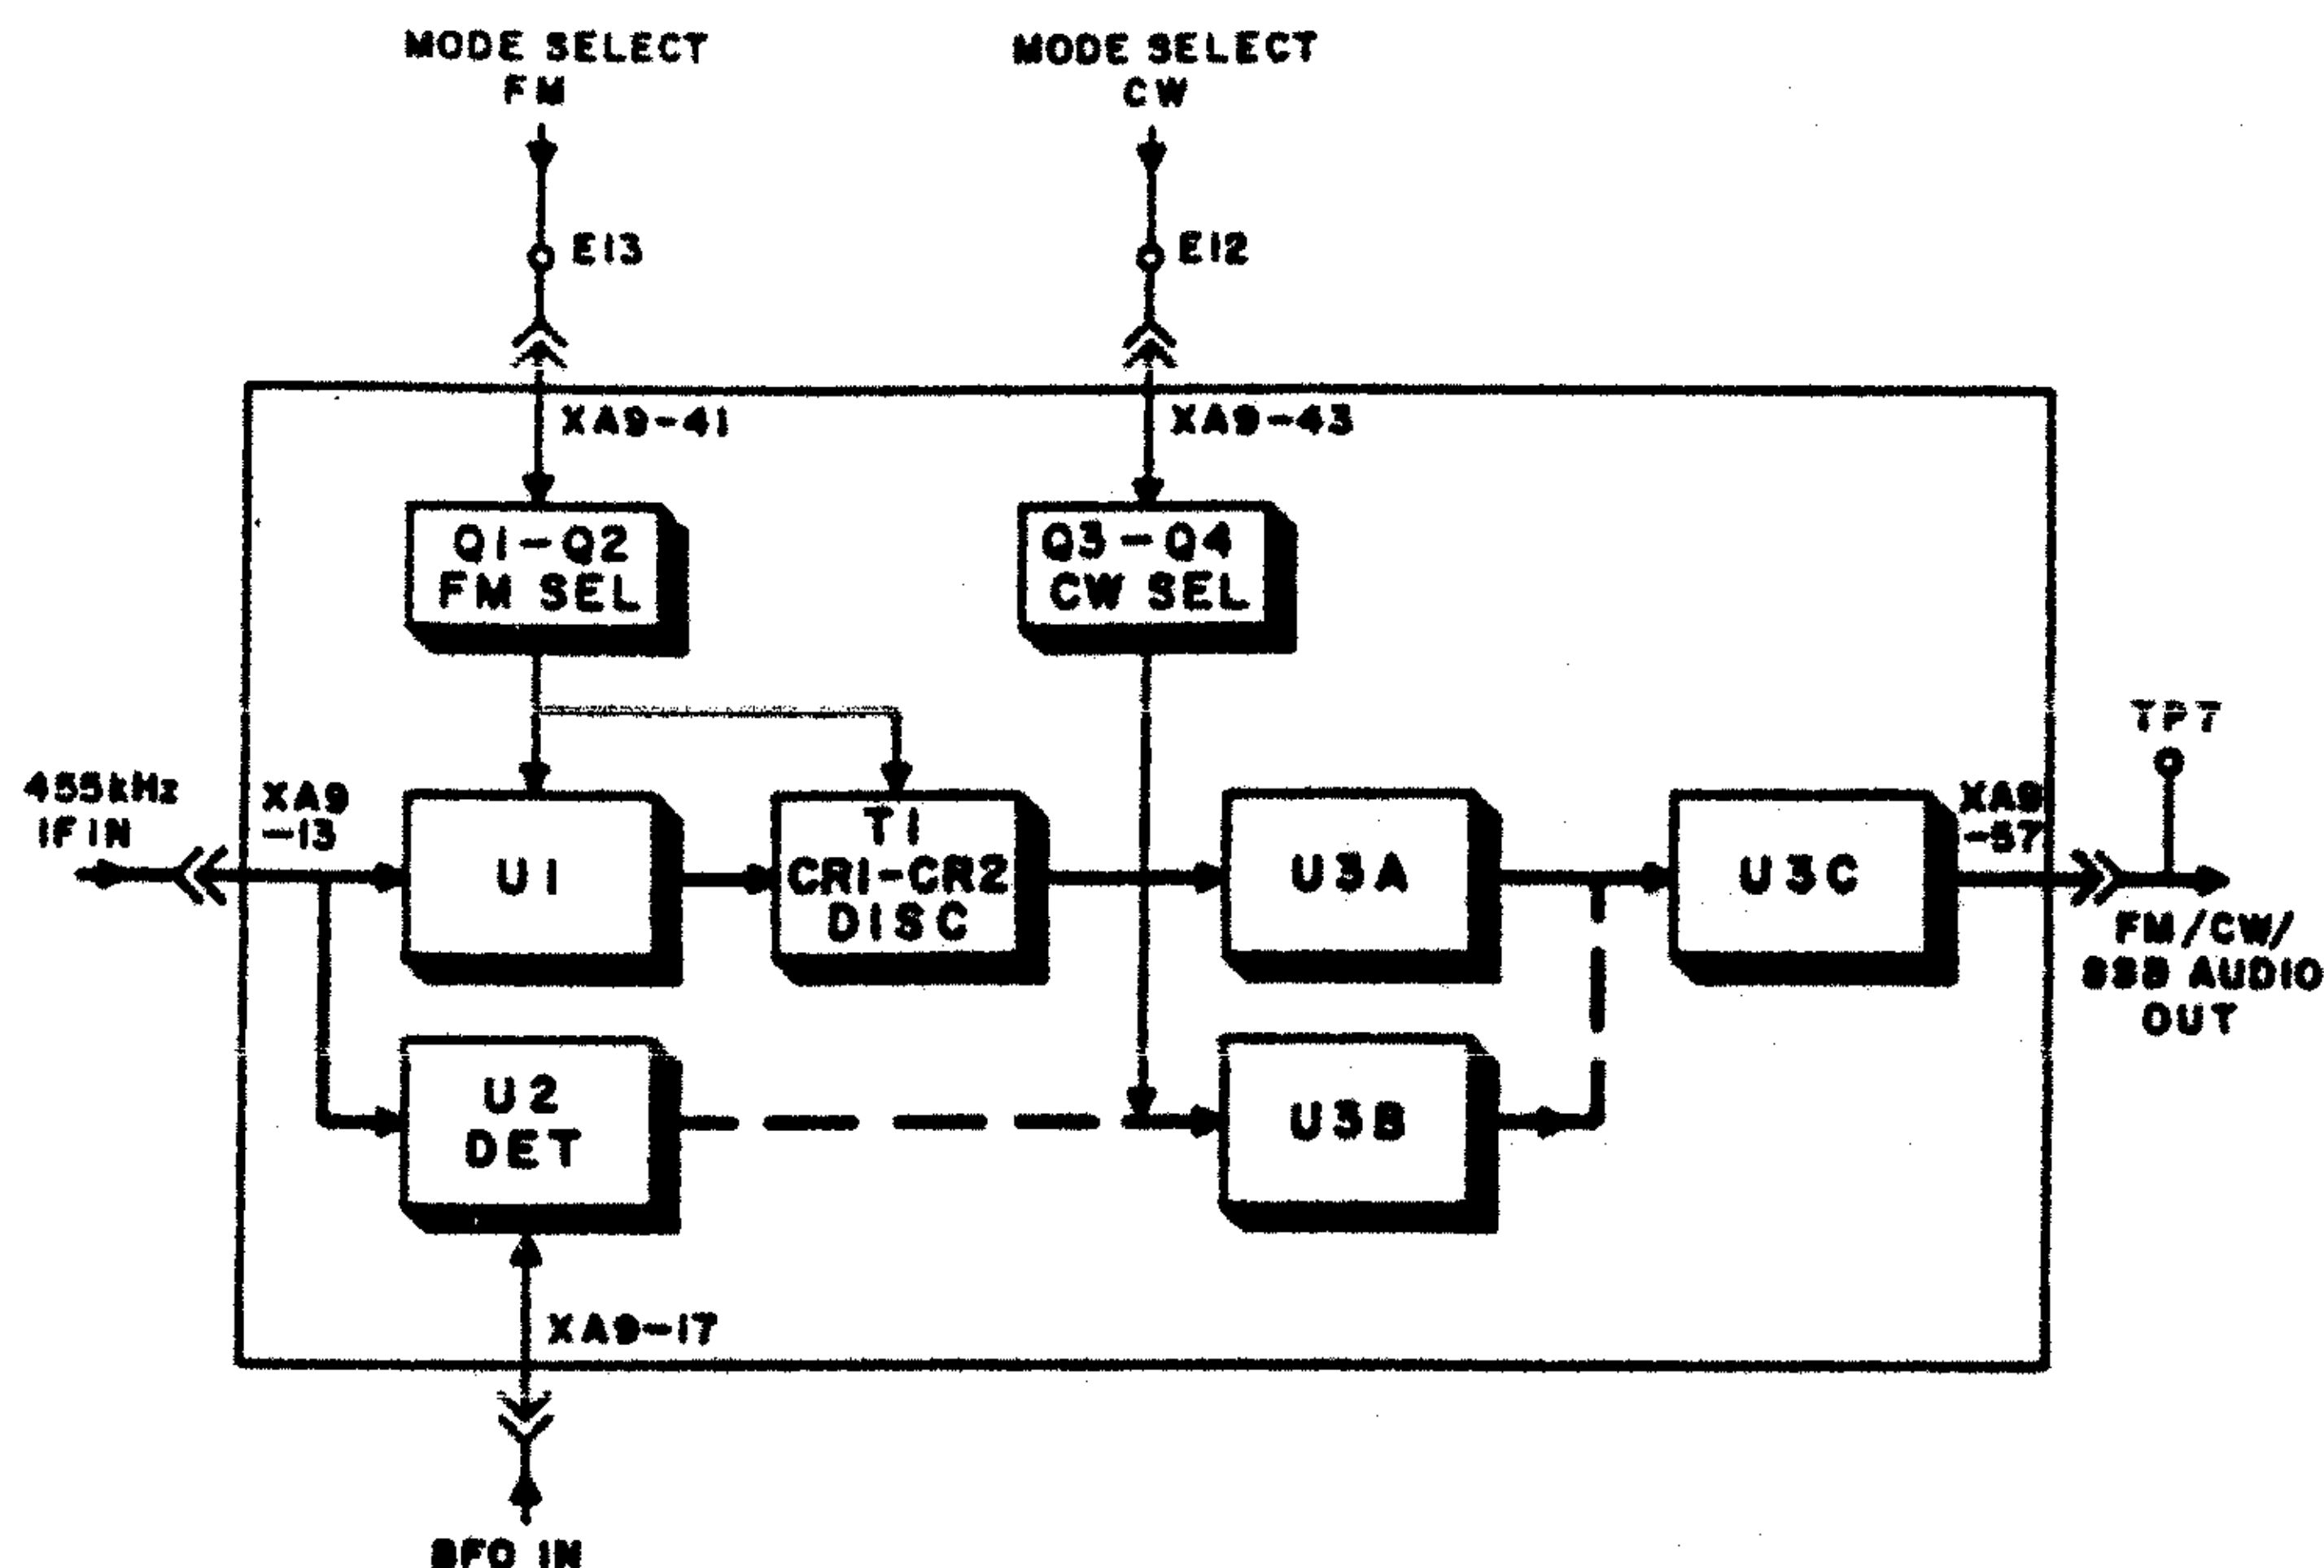 MODE SELECT
FM
MODE SELECT
CW
E13
E12
XA9-41
XA9-43
Q1-Q2
FM SEL
Q3-Q4
CW SEL
455kHz
IF IN
XA9
-13
U1
T1
CR1-CR2
DISC
U3A
U3C
XA9
-57
TP7
FM/CW/
SSB AUDIO
OUT
U2
DET
U3B
XA9-17
BFO IN